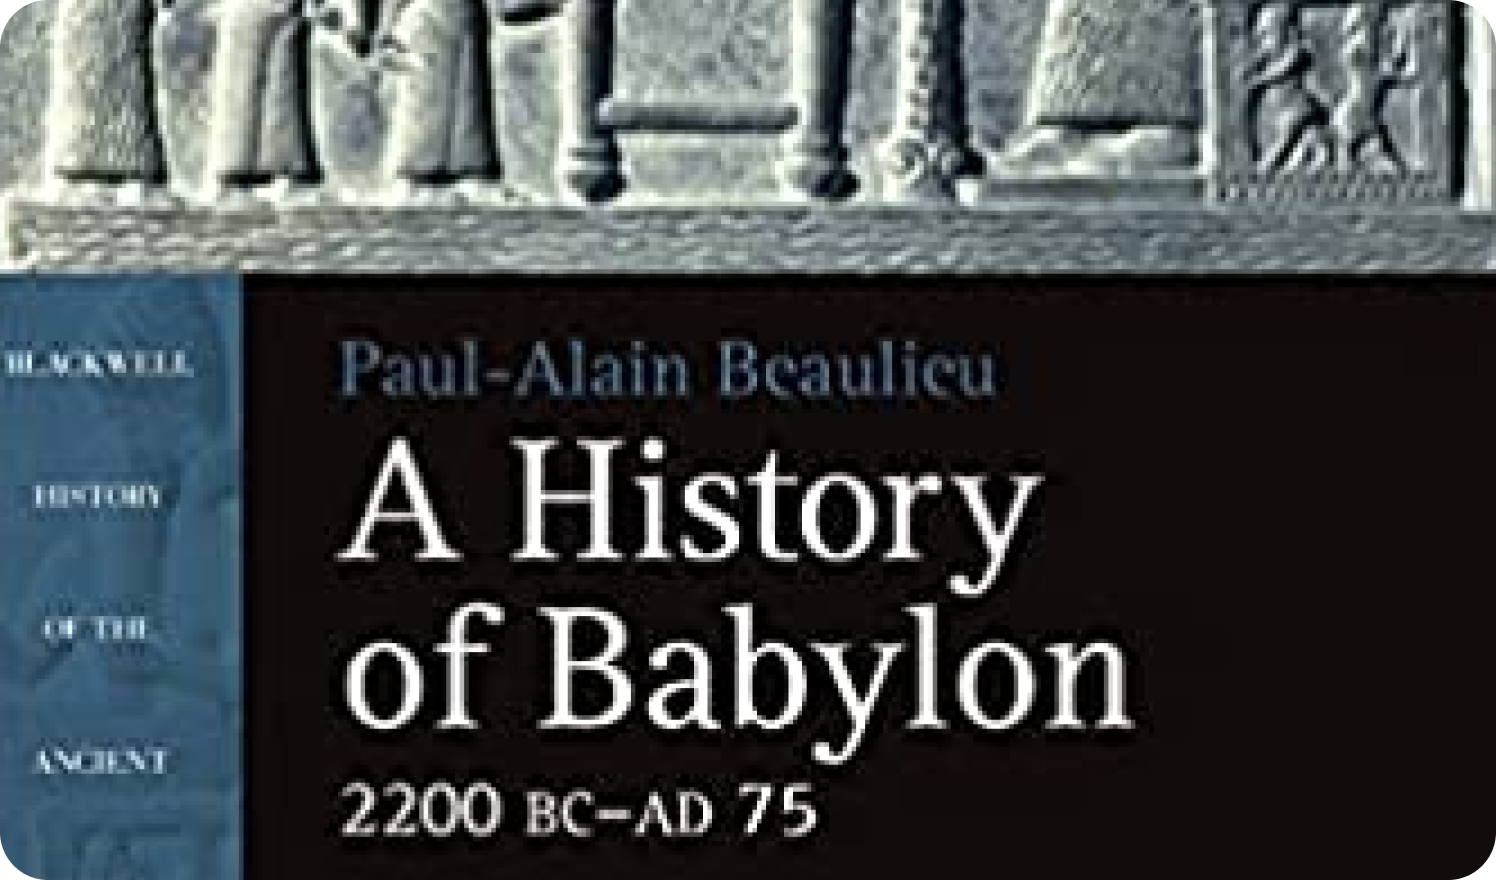 BLACKWELL
HISTORY
OF THE
ANCIENT
Paul-Alain Beaulieu
A History
of Babylon
2200 BC–AD 75